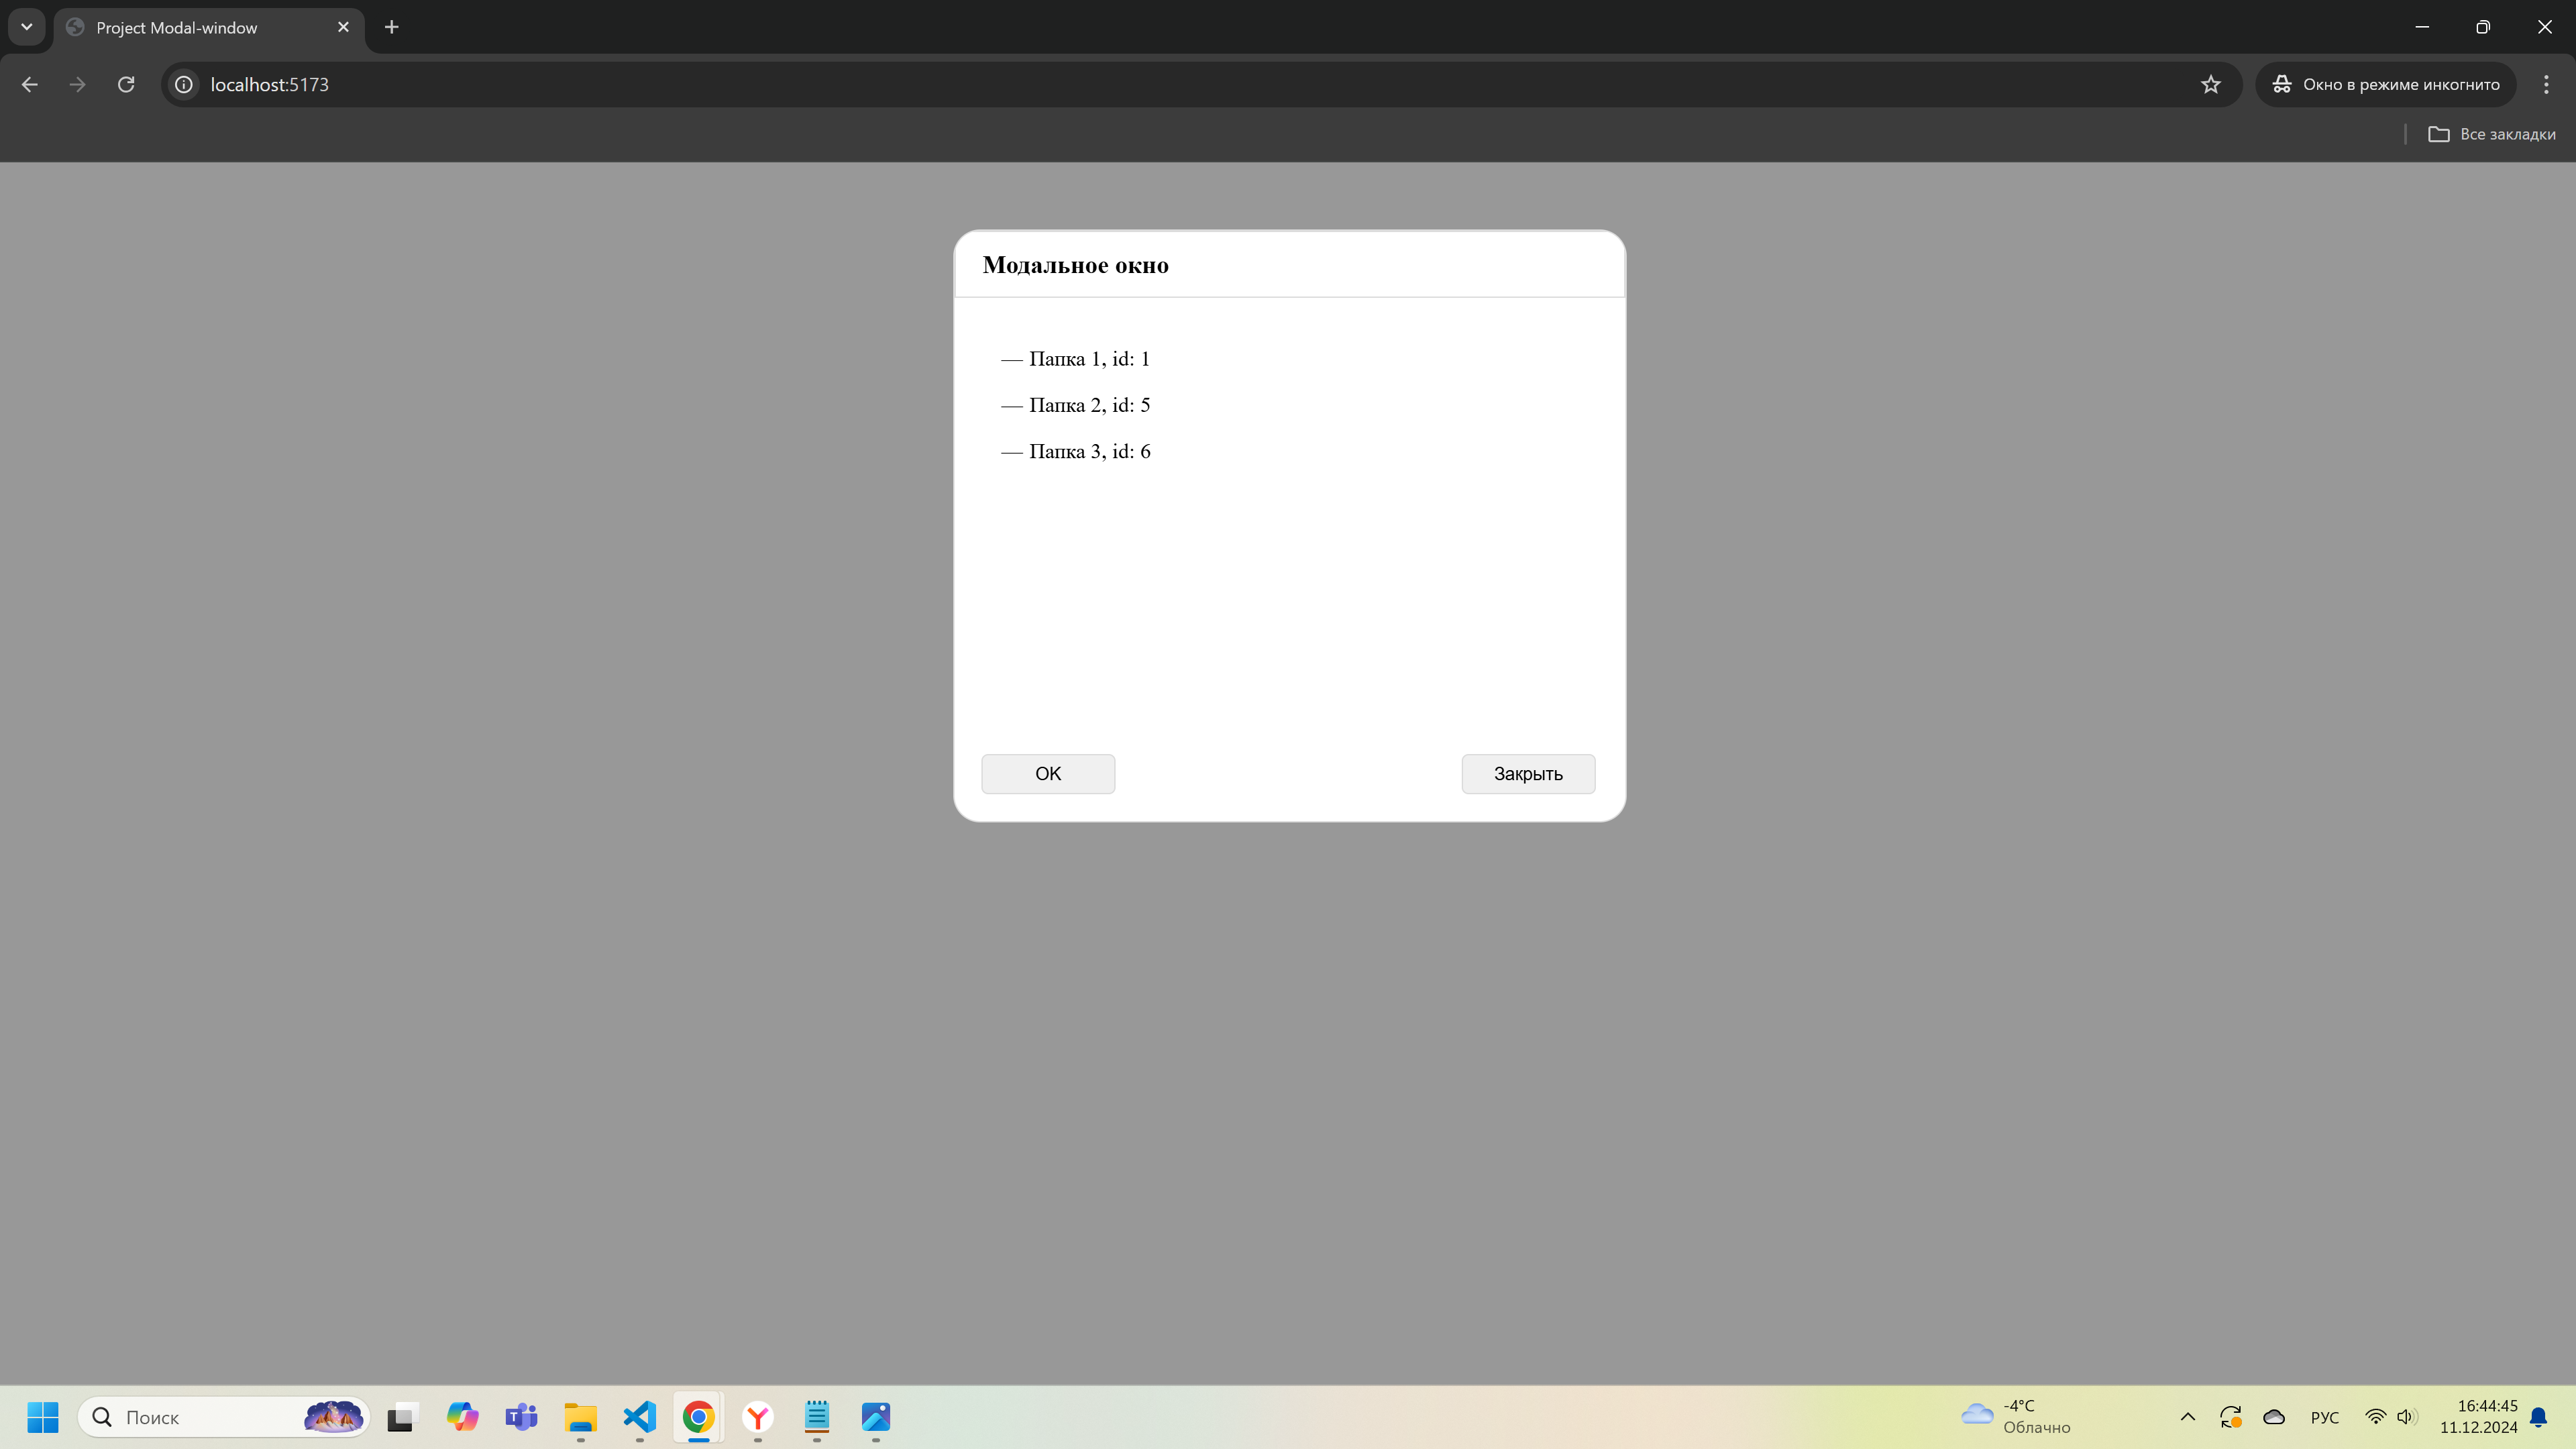 Project Modal-window
localhost:5173
Окно в режиме инкогнито
Все закладки
Модальное окно
— Папка 1, id: 1
— Папка 2, id: 5
— Папка 3, id: 6
OK
Закрыть
Поиск
-4°C
Облачно
РУС
16:44:45
11.12.2024